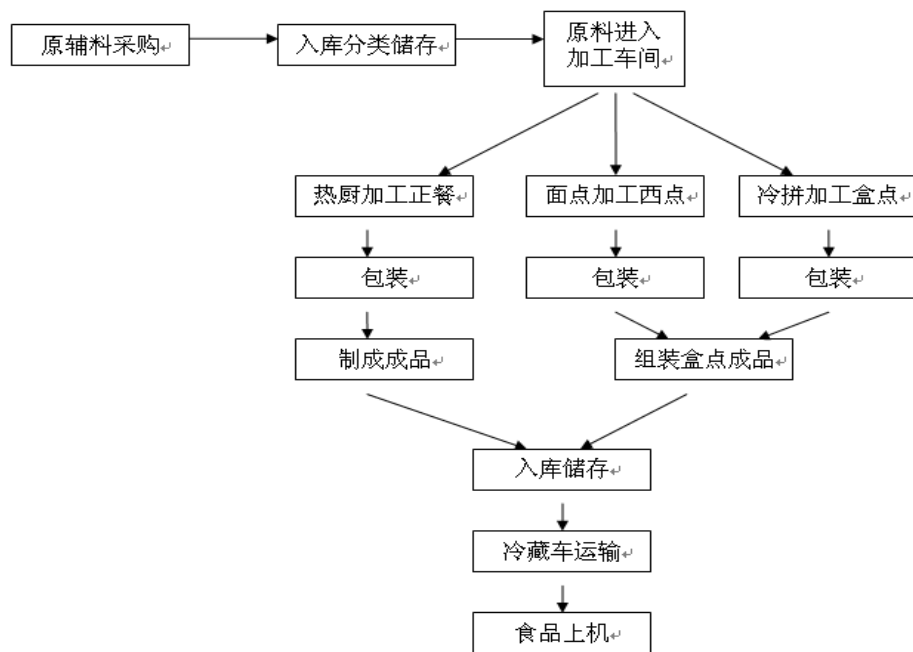 原辅料采购
入库分类储存
原料进入
加工车间
热厨加工正餐
面点加工西点
冷拼加工盒点
包装
包装
包装
制成成品
组装盒点成品
入库储存
冷藏车运输
食品上机